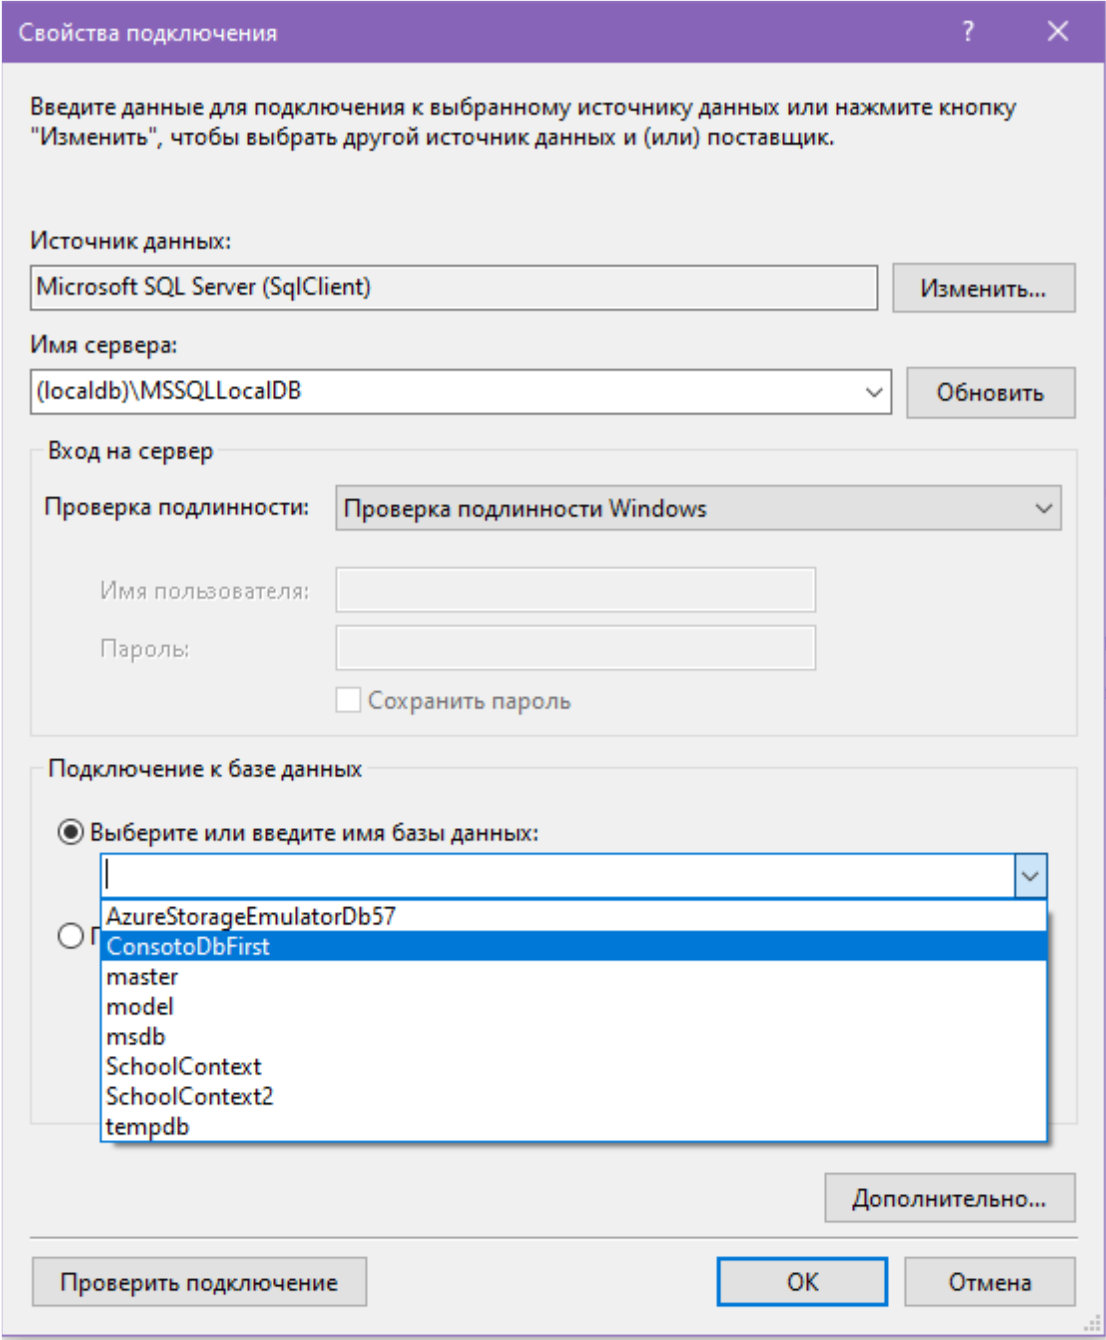 Свойства подключения
Введите данные для подключения к выбранному источнику данных или нажмите кнопку
"Изменить", чтобы выбрать другой источник данных и (или) поставщик.
Источник данных:
Microsoft SQL Server (SqlClient)
Изменить...
Имя сервера:
(localdb)\MSSQLLocalDB
Обновить
Вход на сервер
Проверка подлинности:
Проверка подлинности Windows
Имя пользователя:
Пароль:
Сохранить пароль
Подключение к базе данных
Выберите или введите имя базы данных:
AzureStorageEmulatorDb57
ConsotoDbFirst
master
model
msdb
SchoolContext
SchoolContext2
tempdb
Дополнительно...
Проверить подключение
ОК
Отмена